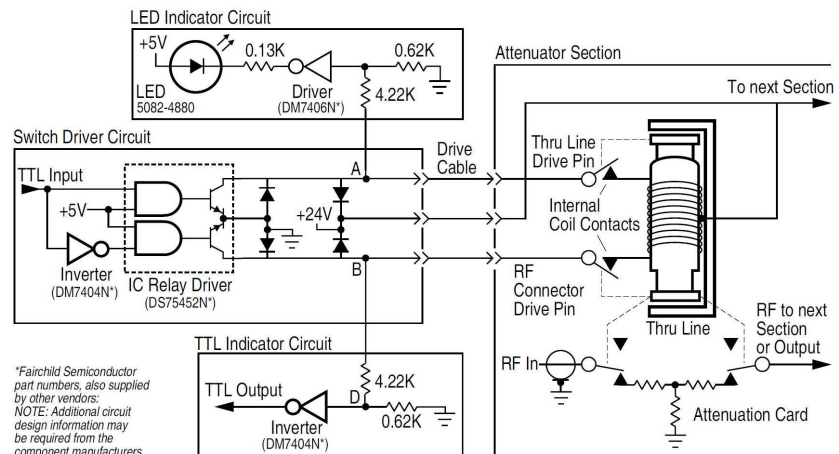 LED Indicator Circuit
+5V
0.13K
0.62K
LED
5082-4880
Driver
(DM7406N*)
4.22K
Attenuator Section
To next Section
Switch Driver Circuit
TTL Input
+5V
Inverter
(DM7404N*)
IC Relay Driver
(DS75452N*)
+24V
A
B
Drive
Cable
Thru Line
Drive Pin
Internal
Coil Contacts
RF
Connector
Drive Pin
Thru Line
RF to next
Section
or Output
RF In
Attenuation Card
TTL Indicator Circuit
TTL Output
4.22K
D
0.62K
Inverter
(DM7404N*)
*Fairchild Semiconductor
part numbers, also supplied
by other vendors:
NOTE: Additional circuit
design information may
be required from the
component manufacturers